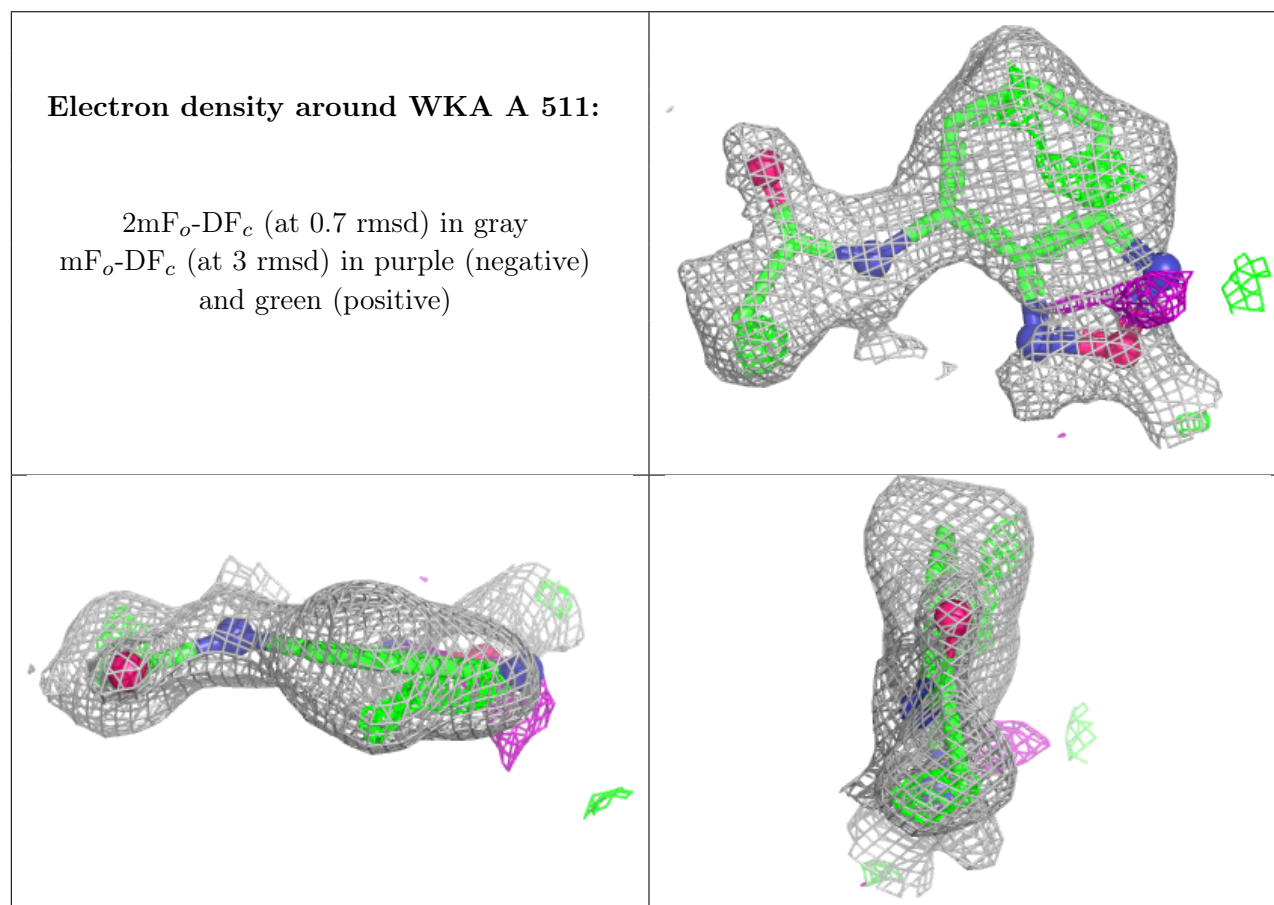 Electron density around WKA A 511:
2mFo-DFc (at 0.7 rmsd) in gray
mFo-DFc (at 3 rmsd) in purple (negative)
and green (positive)